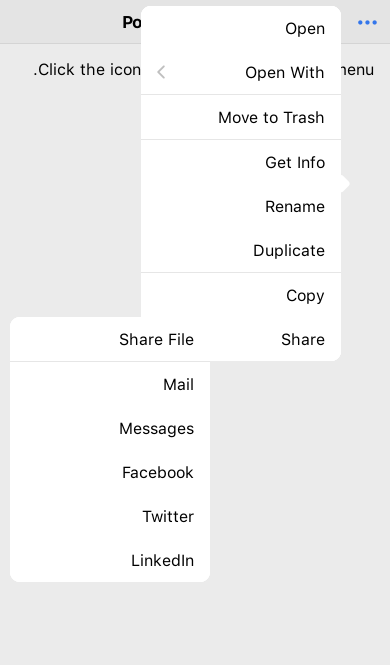 Po
.Click the icon
nenu
Open
Open With
Move to Trash
Get Info
Rename
Duplicate
Copy
Share
Share File
Mail
Messages
Facebook
Twitter
LinkedIn